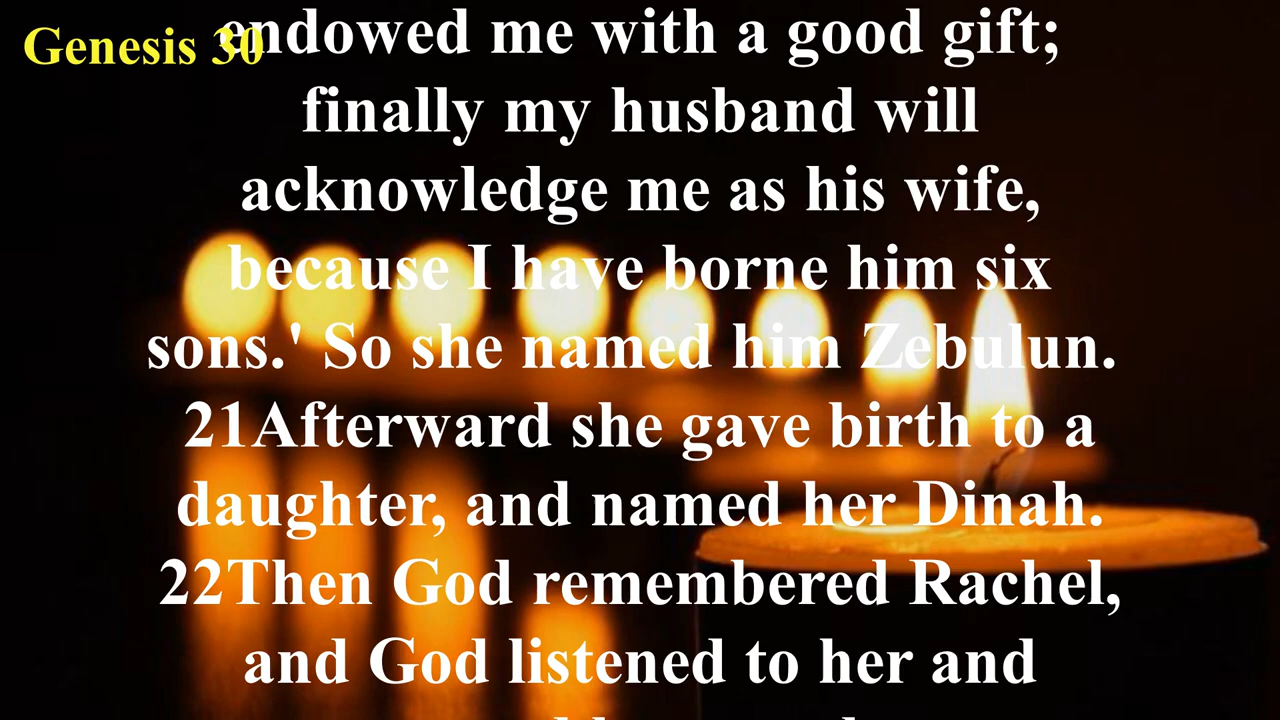 Genesis 30
endowed me with a good gift;
finally my husband will
acknowledge me as his wife,
because I have borne him six
sons.' So she named him Zebulun.
21Afterward she gave birth to a
daughter, and named her Dinah.
22Then God remembered Rachel,
and God listened to her and